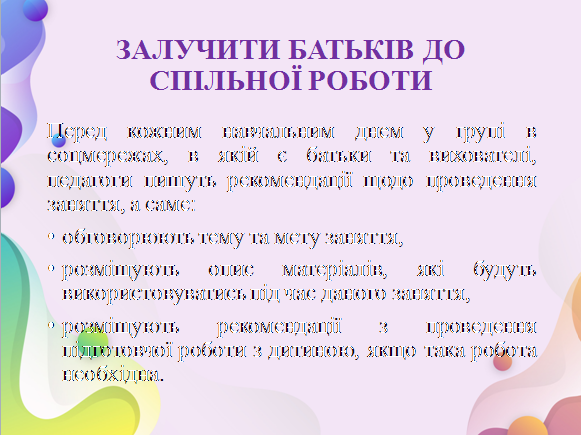 ЗАЛУЧИТИ БАТЬКІВ ДО
СПІЛЬНОЇ РОБОТИ
Перед кожним навчальним днем у групі в
соцмережах, в якій є батьки та вихователі,
педагоги пишуть рекомендації щодо проведення
заняття, а саме:
• обговорюють тему та мету заняття,
• розміщують опис матеріалів, які будуть
використовуватись під час даного заняття,
• розміщують рекомендації з проведення
підготовчої роботи з дитиною, якщо така робота
необхідна.